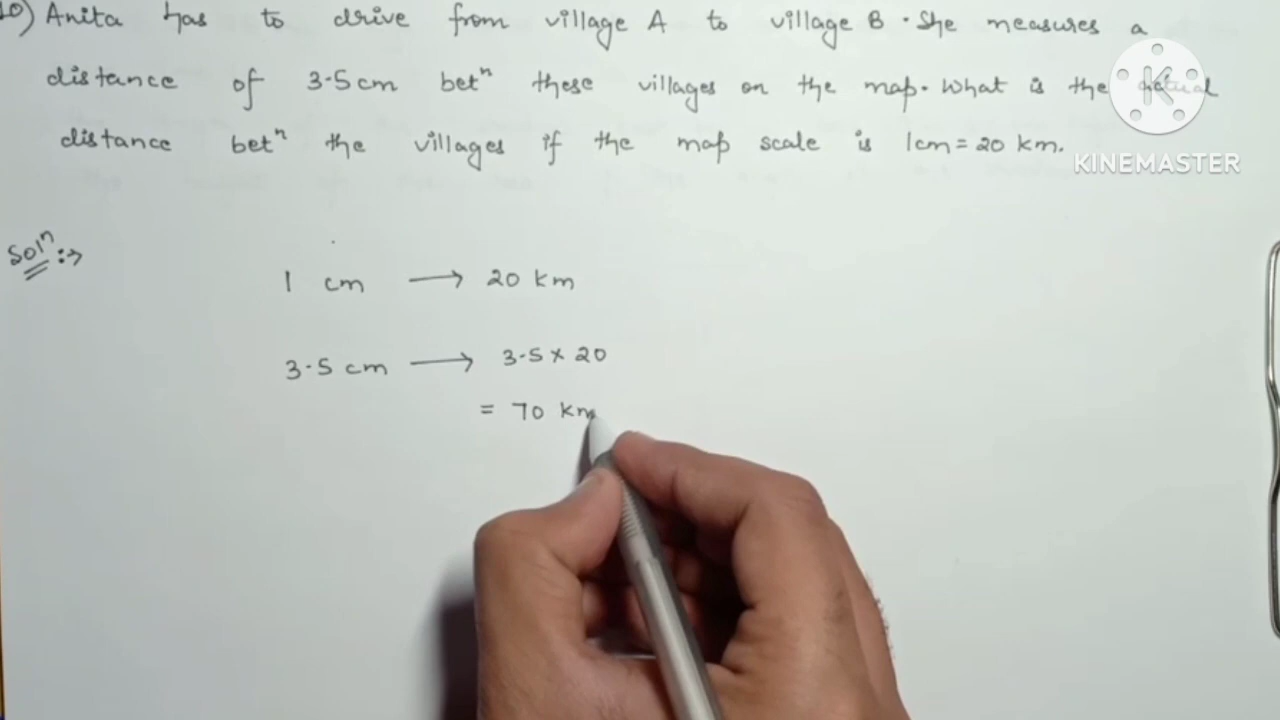 10) Anita has to drive from village A to village B. She measures a
distance of 3.5cm betⁿ these villages on the map. What is the actual
distance betⁿ the villages if the map scale is 1cm = 20 km.
KINEMASTER
Solⁿ :->
1 cm → 20 km
3.5 cm → 3.5 x 20
= 70 km